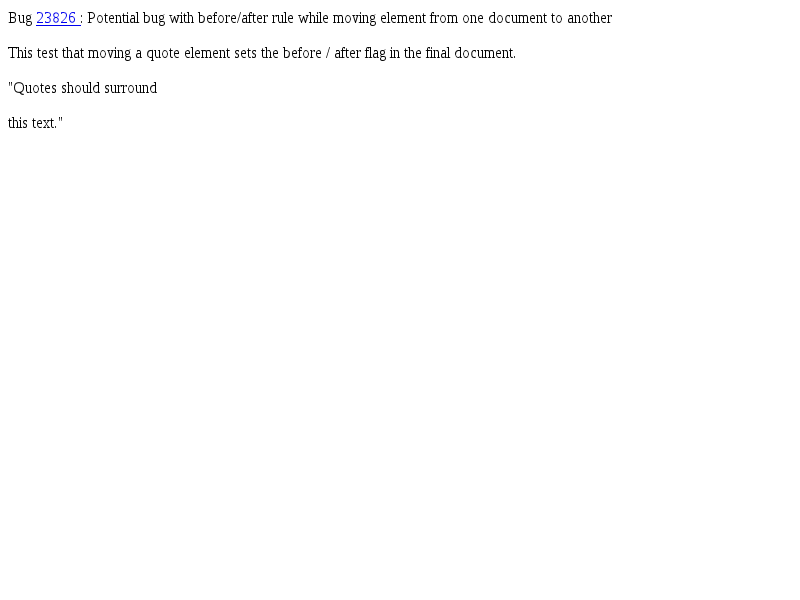 Bug 23826 : Potential bug with before/after rule while moving element from one document to another
This test that moving a quote element sets the before / after flag in the final document.
"Quotes should surround
this text."